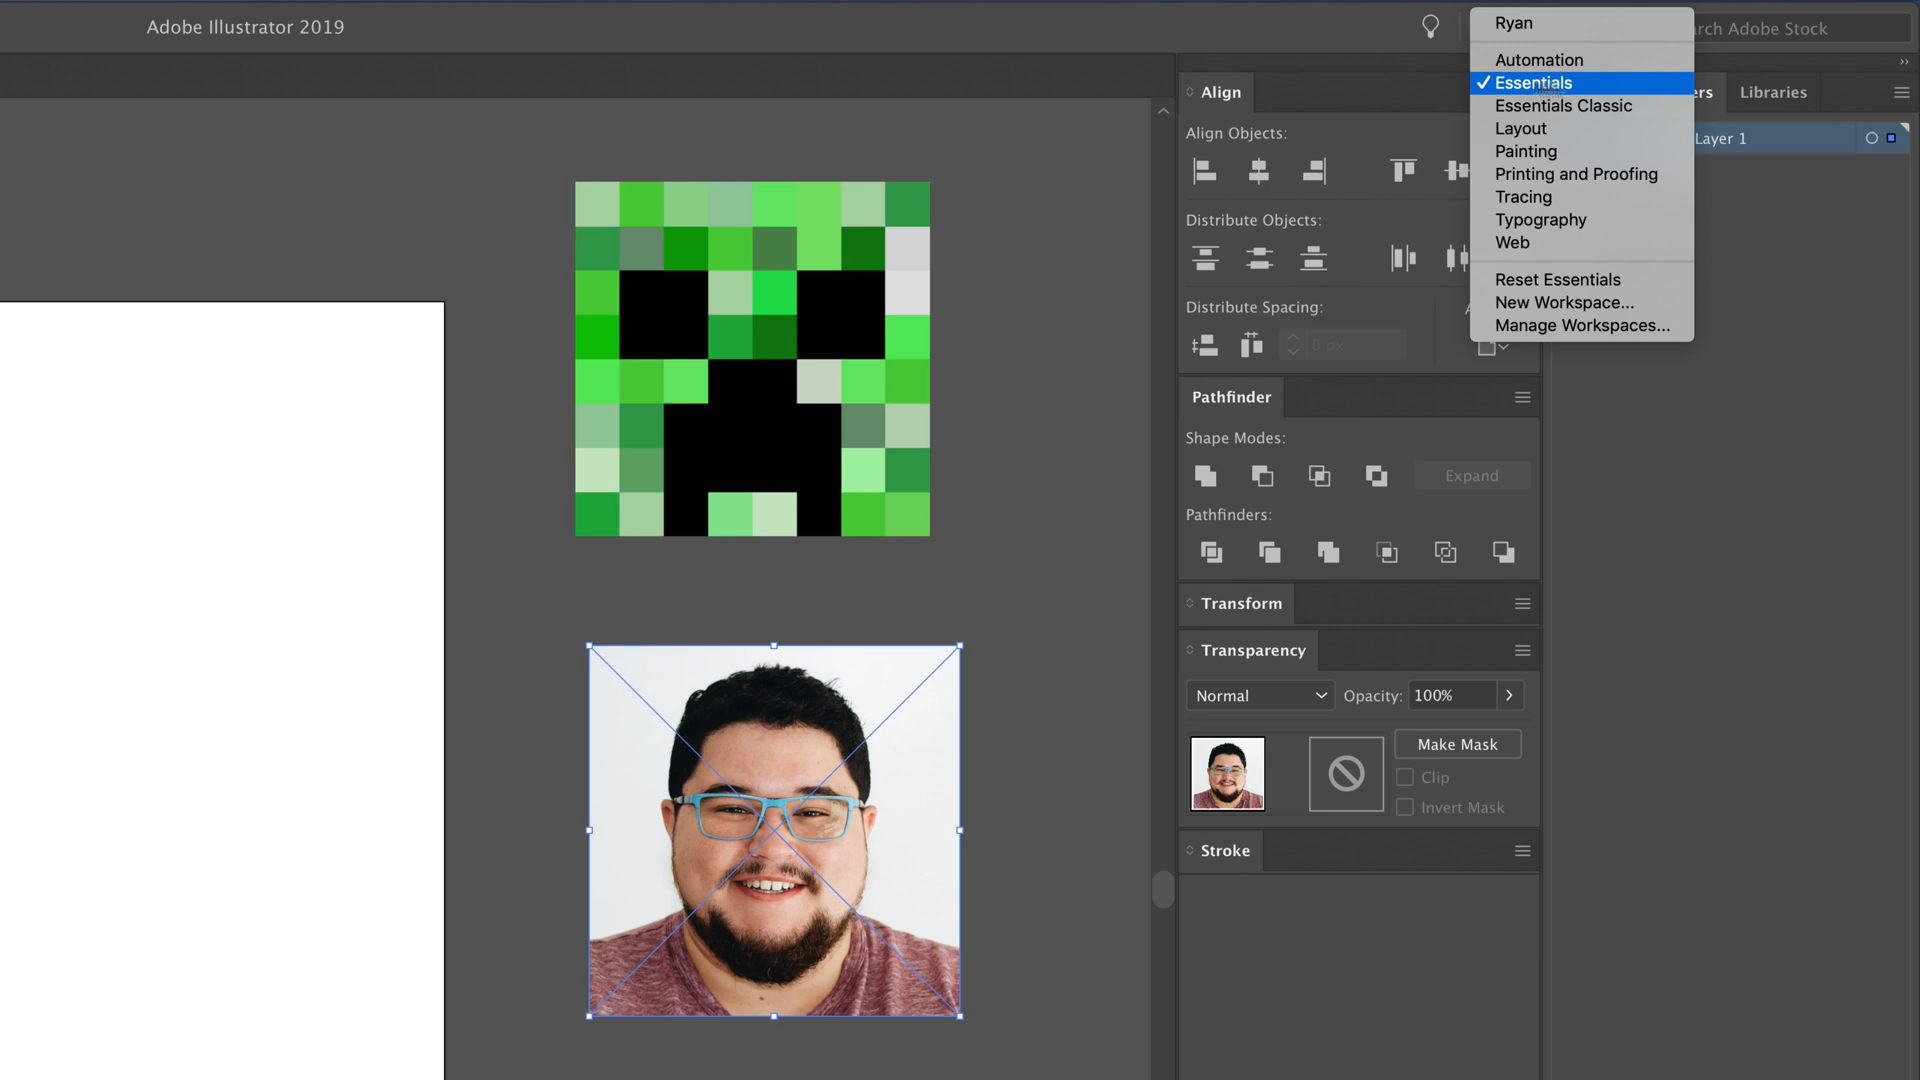 Adobe Illustrator 2019
Ryan
Adobe Stock
Automation
✓ Essentials
Essentials Classic
Layout
Painting
Printing and Proofing
Tracing
Typography
Web
Reset Essentials
New Workspace...
Manage Workspaces...
Align
Align Objects:
Distribute Objects:
Distribute Spacing:
0 px
Libraries
Layer 1
Pathfinder
Shape Modes:
Expand
Pathfinders:
Transform
Transparency
Normal
Opacity: 100%
Make Mask
Clip
Invert Mask
Stroke